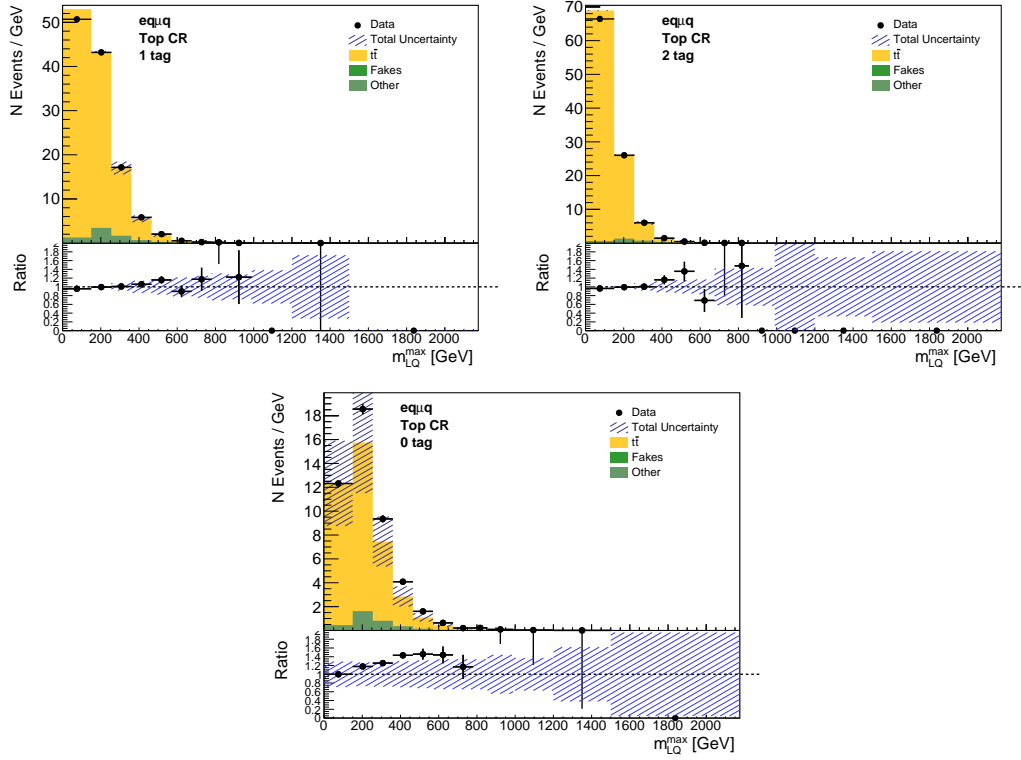 N Events / GeV
50
40
30
20
10
eqμq
Top CR
1 tag
Data
Total Uncertainty
tt̄
Fakes
Other
Ratio
2
1.8
1.6
1.4
1.2
1
0.8
0.6
0.4
0.2
0
0 200 400 600 800 1000 1200 1400 1600 1800 2000
m_LQ^max [GeV]
N Events / GeV
70
60
50
40
30
20
10
eqμq
Top CR
2 tag
Data
Total Uncertainty
tt̄
Fakes
Other
Ratio
2
1.8
1.6
1.4
1.2
1
0.8
0.6
0.4
0.2
0
0 200 400 600 800 1000 1200 1400 1600 1800 2000
m_LQ^max [GeV]
N Events / GeV
18
16
14
12
10
8
6
4
2
eqμq
Top CR
0 tag
Data
Total Uncertainty
tt̄
Fakes
Other
Ratio
2
1.8
1.6
1.4
1.2
1
0.8
0.6
0.4
0.2
0
0 200 400 600 800 1000 1200 1400 1600 1800 2000
m_LQ^max [GeV]